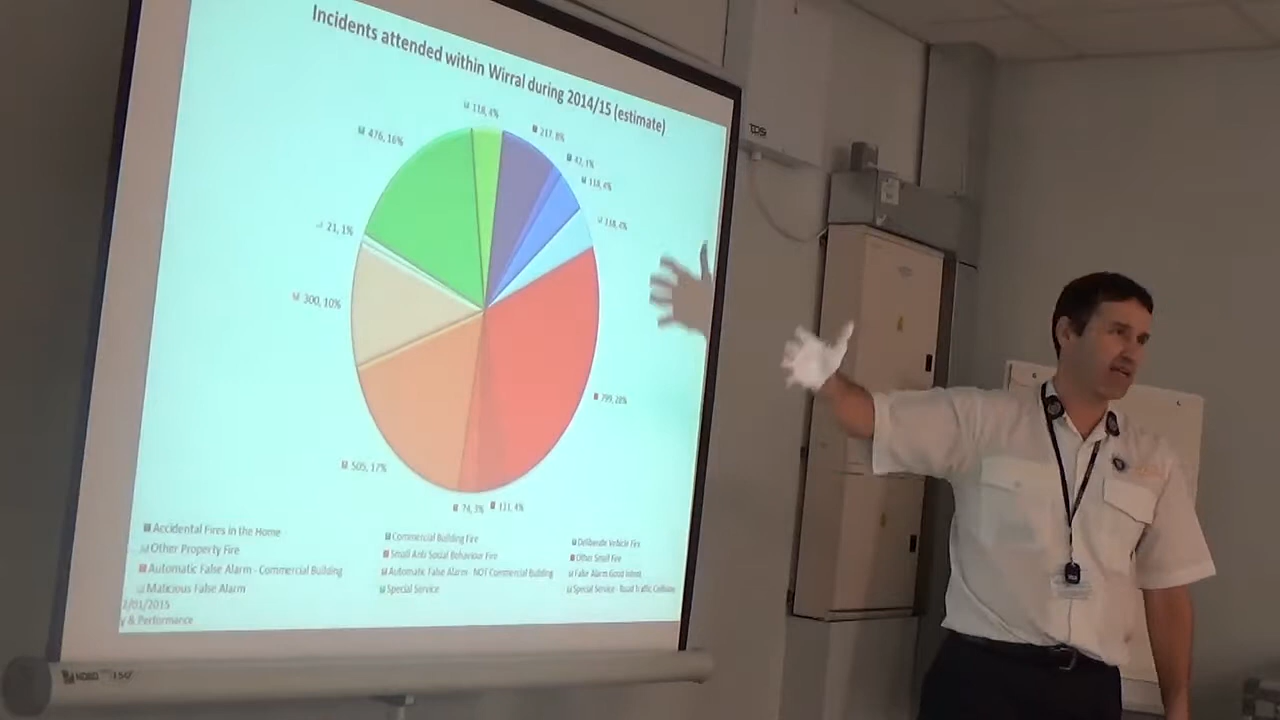 Incidents attended within Wirral during 2014/15 (estimate)
118, 4%
217, 8%
476, 16%
42, 1%
118, 4%
118, 4%
21, 1%
300, 10%
799, 28%
505, 17%
74, 3%
111, 4%
Accidental Fires in the Home
Commercial Building Fire
Deliberate Vehicle Fire
Other Property Fire
Small Anti Social Behaviour Fire
Other Small Fire
Automatic False Alarm - Commercial Building
Automatic False Alarm - NOT Commercial Building
False Alarm Good Intent
Malicious False Alarm
Special Service
Special Service - Road Traffic Collision
/01/2015
y & Performance